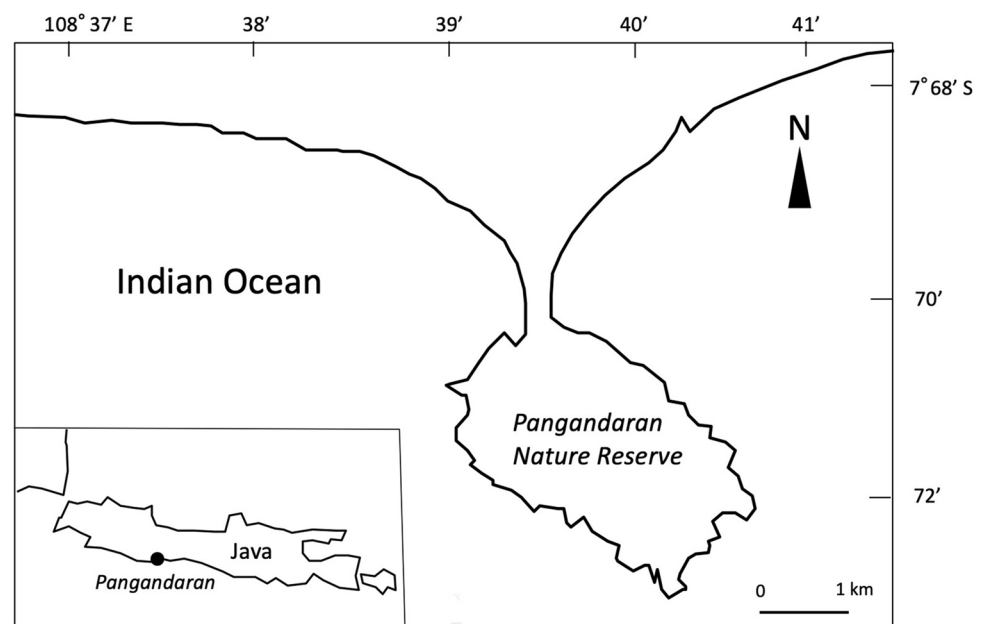 108° 37’ E
38’
39’
40’
41’
7°68’ S
N
Indian Ocean
70’
Pangandaran
Nature Reserve
72’
Java
Pangandaran
0
1 km